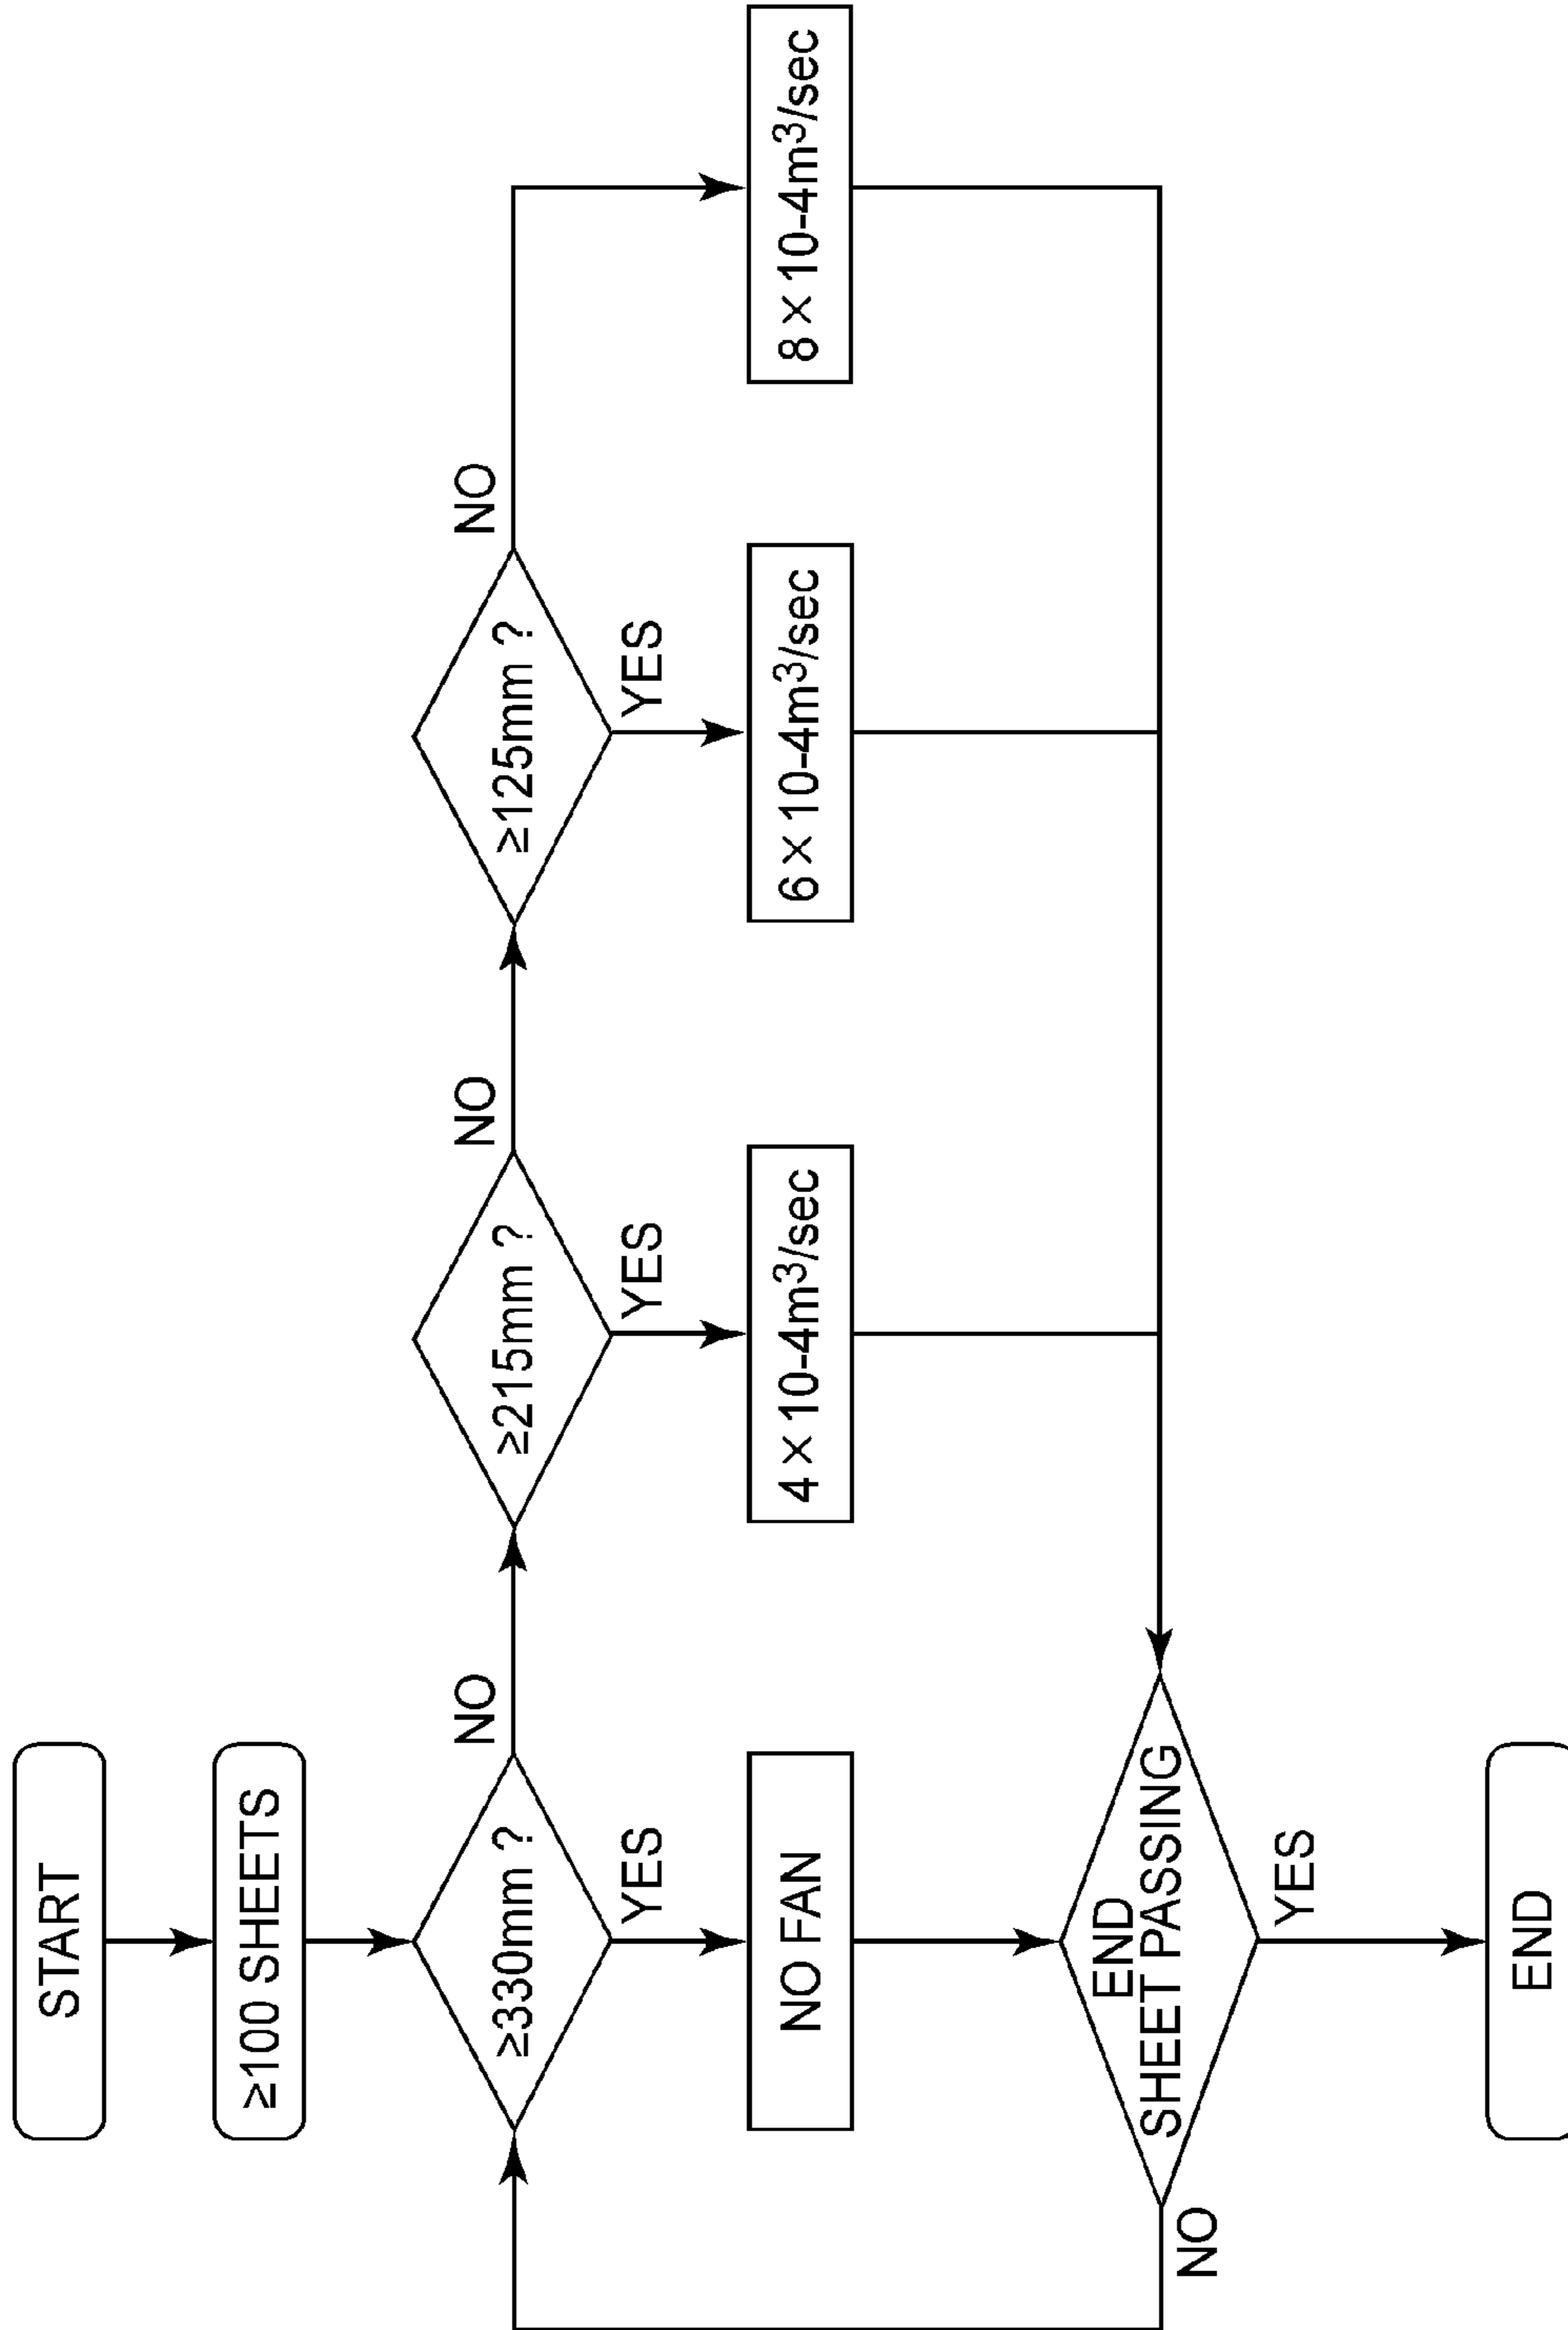 START
≥100 SHEETS
≥330mm ?
NO
≥215mm ?
NO
≥125mm ?
NO
YES
YES
YES
NO FAN
4×10-4m³/sec
6×10-4m³/sec
8×10-4m³/sec
END
SHEET PASSING
NO
YES
END